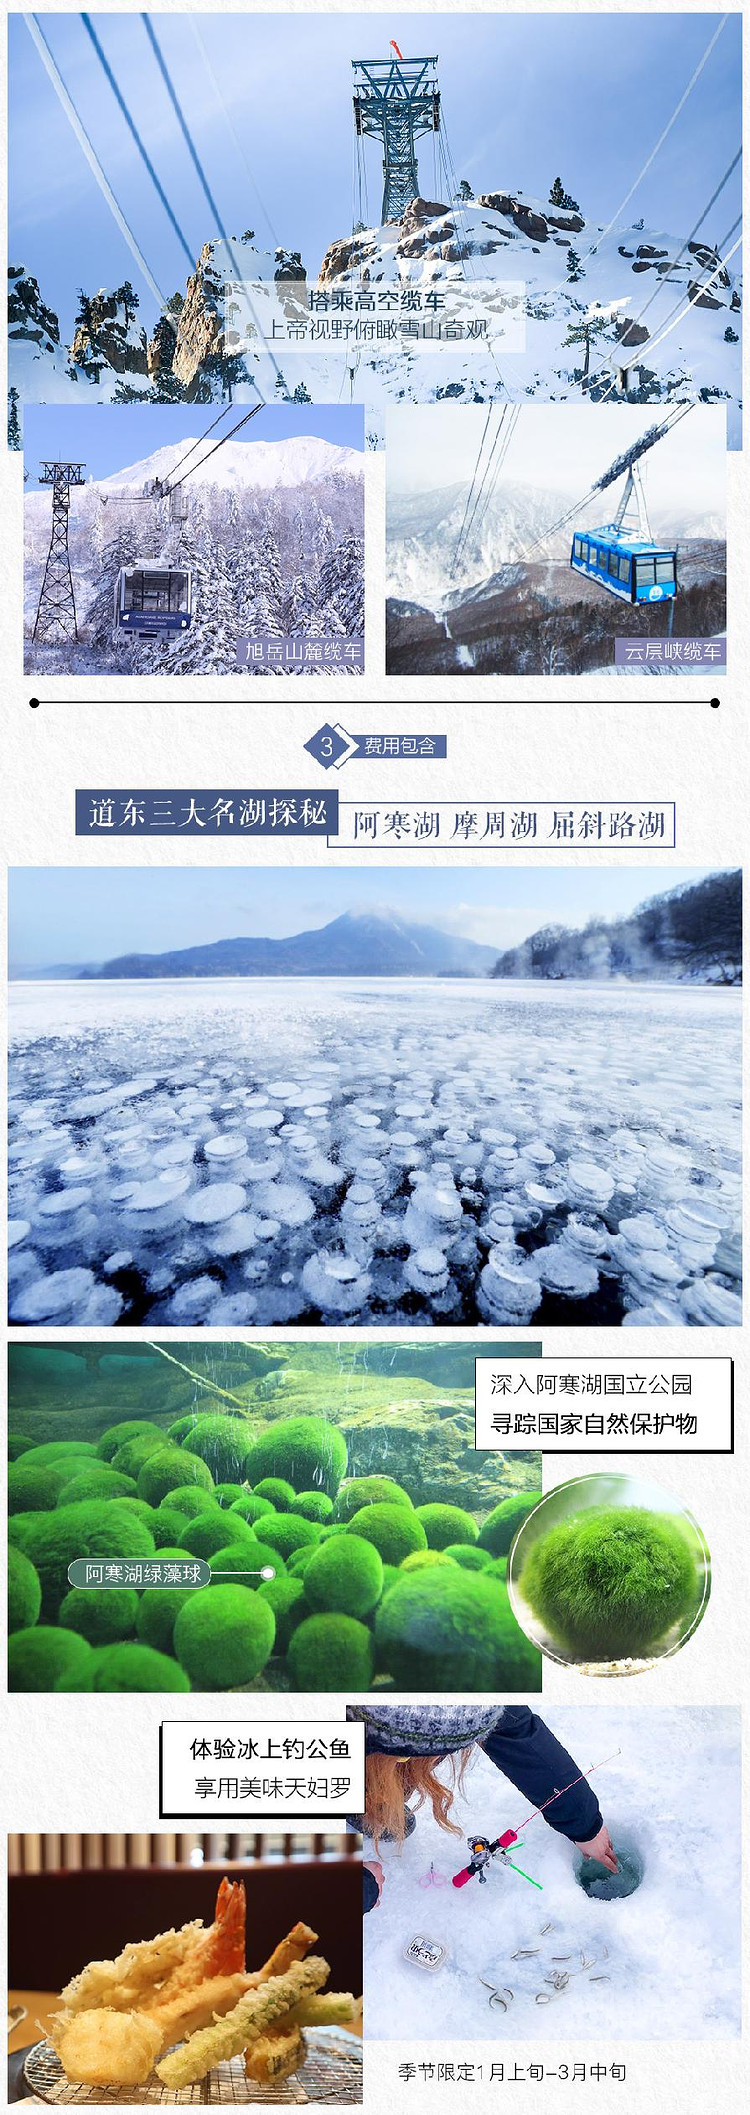 搭乘高空缆车
上帝视野俯瞰雪山奇观
旭岳山麓缆车
云层峡缆车
3
费用包含
道东三大名湖探秘
阿寒湖 摩周湖 屈斜路湖
深入阿寒湖国立公园
寻踪国家自然保护物
阿寒湖绿藻球
体验冰上钓公鱼
享用美味天妇罗
季节限定1月上旬-3月中旬